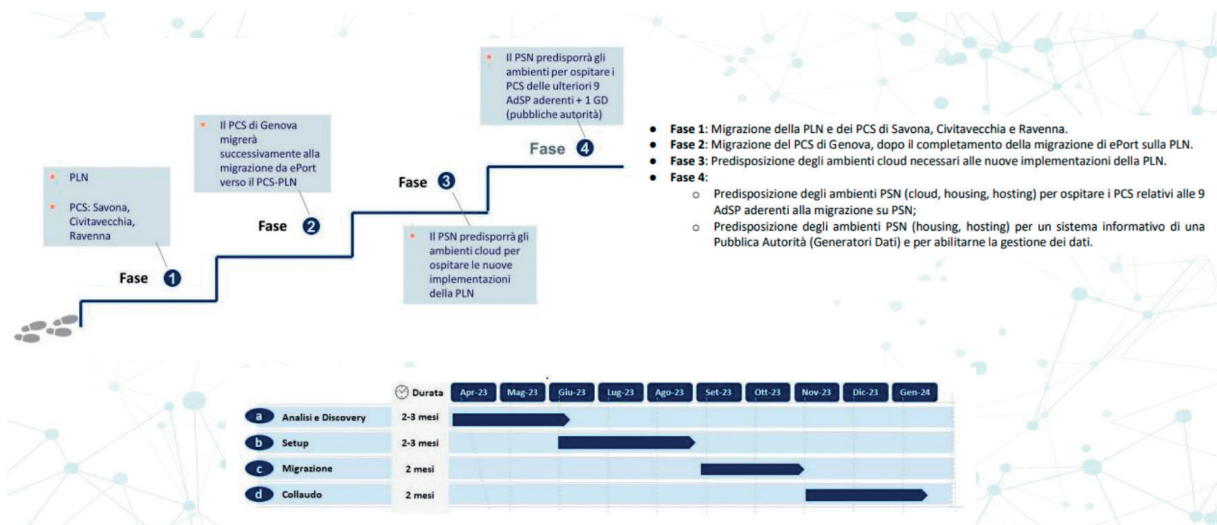 PLN
PCS: Savona,
Civitavecchia,
Ravenna
Fase 1
Il PCS di Genova
migrerà
successivamente alla
migrazione da ePort
verso il PCS-PLN
Fase 2
Fase 3
Il PSN predisporrà gli
ambienti cloud per
ospitare le nuove
implementazioni
della PLN
Il PSN predisporrà gli
ambienti per ospitare i
PCS delle ulteriori 9
AdSP aderenti + 1 GD
(pubbliche autorità)
Fase 4
● Fase 1: Migrazione della PLN e dei PCS di Savona, Civitavecchia e Ravenna.
● Fase 2: Migrazione del PCS di Genova, dopo il completamento della migrazione di ePort sulla PLN.
● Fase 3: Predisposizione degli ambienti cloud necessari alle nuove implementazioni della PLN.
● Fase 4:
○ Predisposizione degli ambienti PSN (cloud, housing, hosting) per ospitare i PCS relativi alle 9
AdSP aderenti alla migrazione su PSN;
○ Predisposizione degli ambienti PSN (housing, hosting) per un sistema informativo di una
Pubblica Autorità (Generatori Dati) e per abilitarne la gestione dei dati.
Durata Apr-23 Mag-23 Giu-23 Lug-23 Ago-23 Set-23 Ott-23 Nov-23 Dic-23 Gen-24
a Analisi e Discovery 2-3 mesi
b Setup 2-3 mesi
c Migrazione 2 mesi
d Collaudo 2 mesi